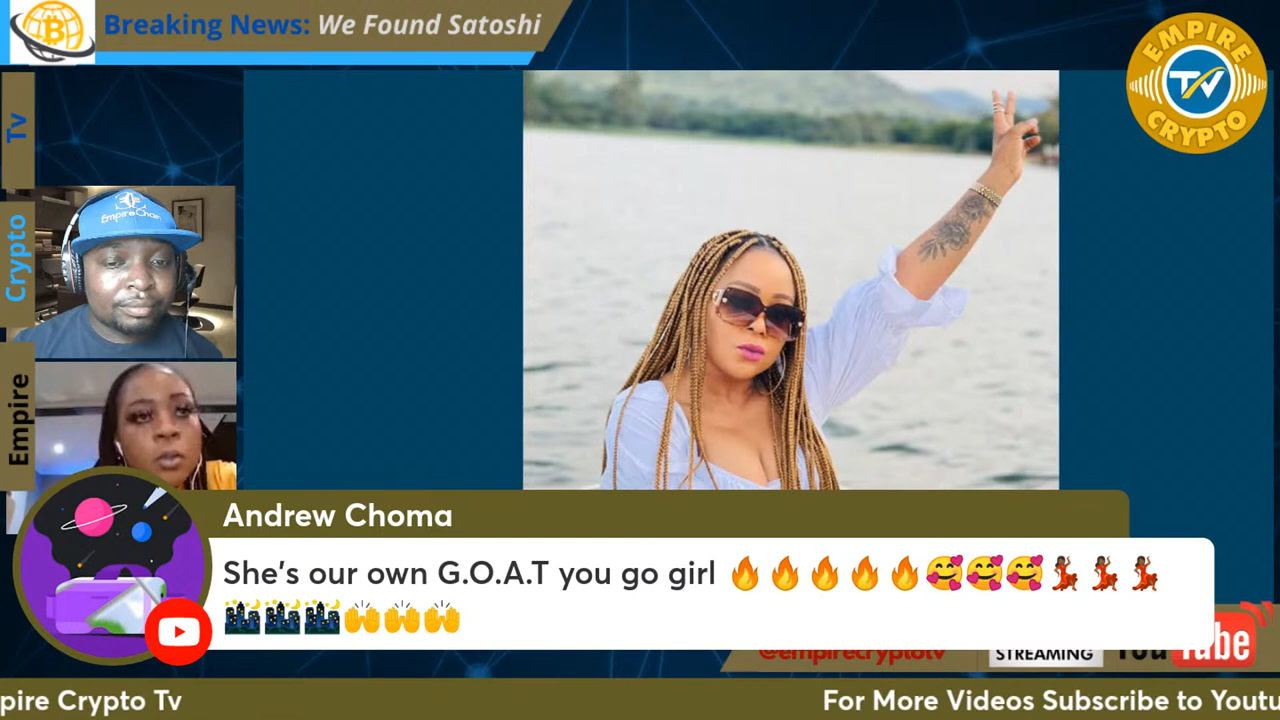 Breaking News: We Found Satoshi
EMPIRE
TV
CRYPTO
Tv
Crypto
Empire
EmpireChain
Andrew Choma
She's our own G.O.A.T you go girl 🔥🔥🔥🔥🔥🥰🥰🥰💃🏾💃🏾💃🏾
🌃🌃🌃🙌🙌🙌
@empirecryptotv
STREAMING
YouTube
pire Crypto Tv
For More Videos Subscribe to Youtu